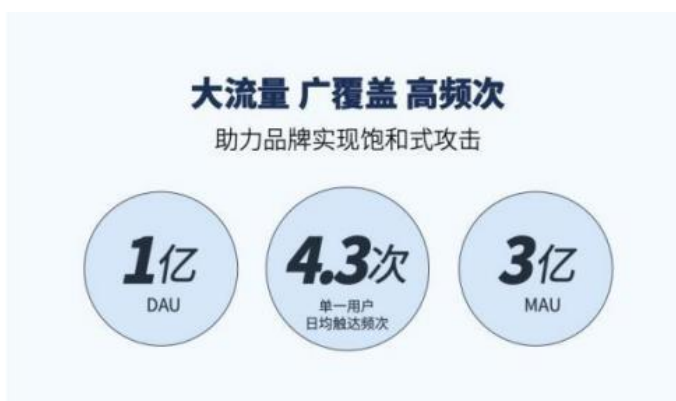 大流量 广覆盖 高频次
助力品牌实现饱和式攻击
1亿
DAU
4.3次
单一用户
日均触达频次
3亿
MAU